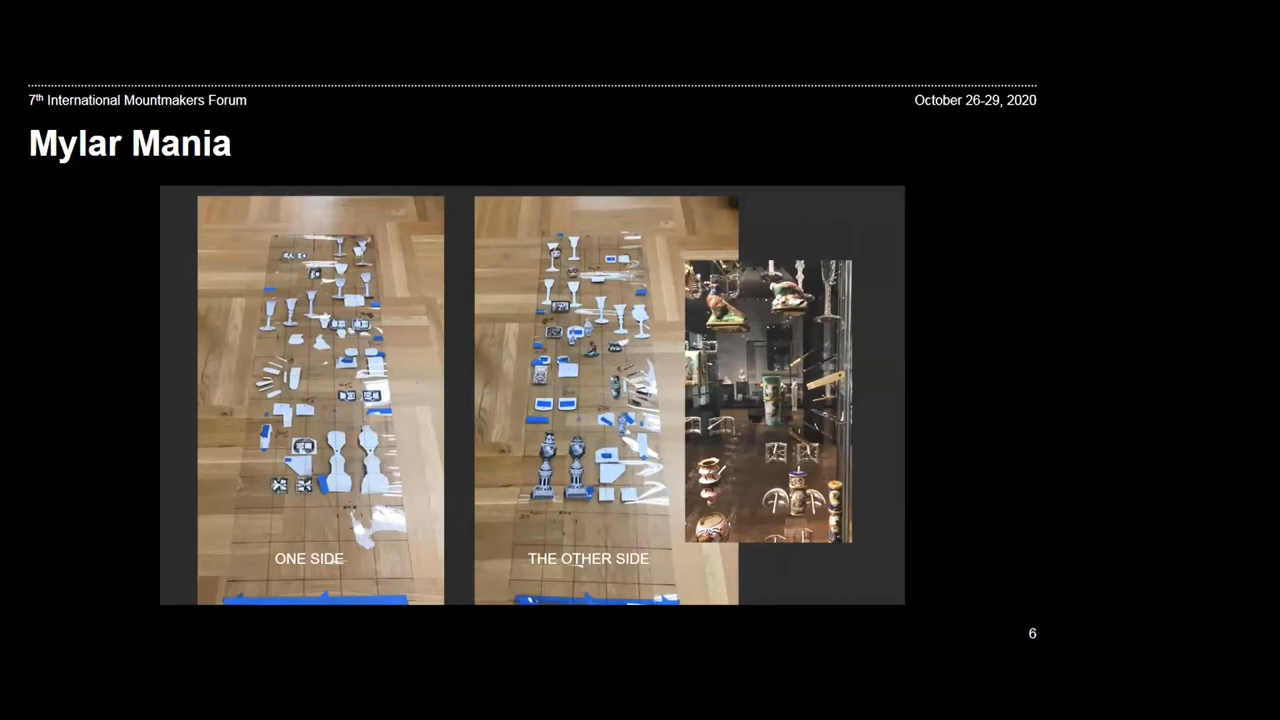 7th International Mountmakers Forum
October 26-29, 2020
Mylar Mania
ONE SIDE
THE OTHER SIDE
6